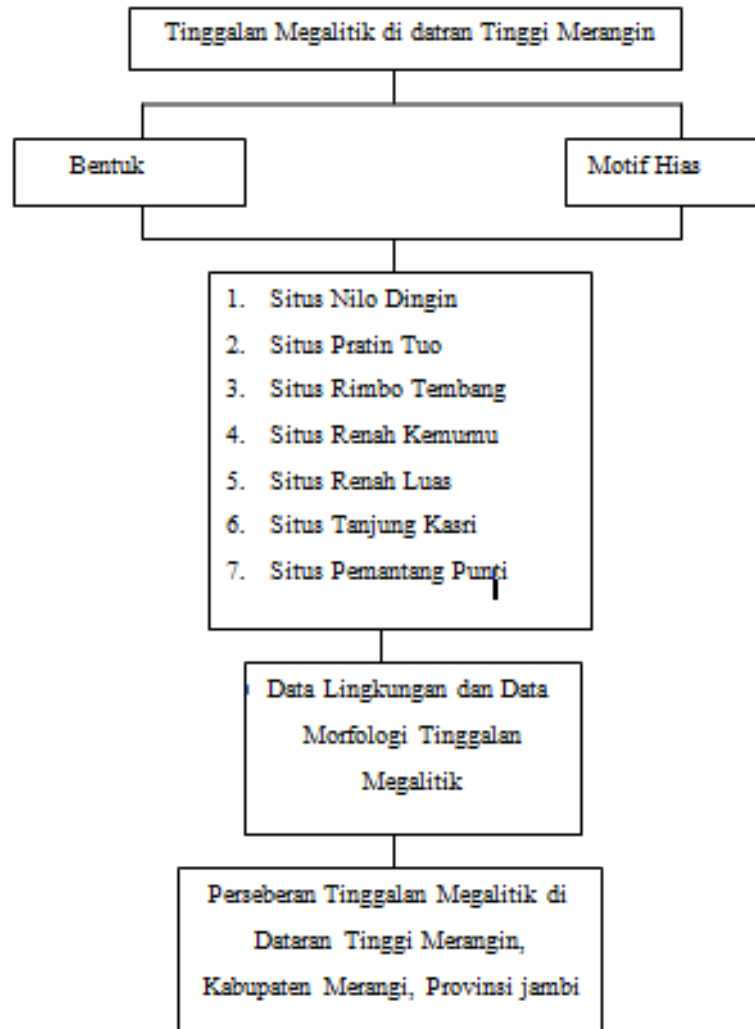 Tinggalan Megalitik di datran Tinggi Merangin
Bentuk
Motif Hias
1. Situs Nilo Dingin
2. Situs Pratin Tuo
3. Situs Rimbo Tembang
4. Situs Renah Kemumu
5. Situs Renah Luas
6. Situs Tanjung Kasri
7. Situs Pemantang Punti
Data Lingkungan dan Data
Morfologi Tinggalan
Megalitik
Perseberan Tinggalan Megalitik di
Dataran Tinggi Merangin,
Kabupaten Merangi, Provinsi jambi